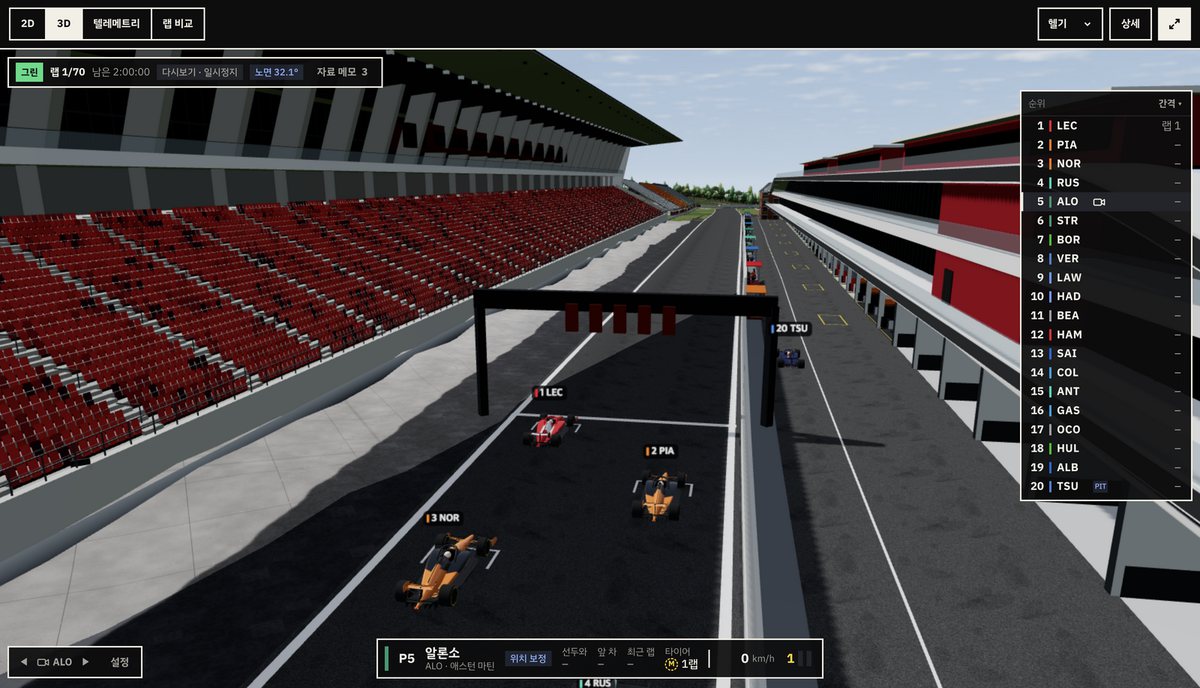 2D 3D 텔레메트리 랩 비교
헬기 상세
그린 랩 1/70 남은 2:00:00 다시보기 · 일시정지 노면 32.1° 자료 메모 3
순위 간격
1 LEC 랩 1
2 PIA –
3 NOR –
4 RUS –
5 ALO –
6 STR –
7 BOR –
8 VER –
9 LAW –
10 HAD –
11 BEA –
12 HAM –
13 SAI –
14 COL –
15 ANT –
16 GAS –
17 OCO –
18 HUL –
19 ALB –
20 TSU PIT –
20 TSU
1 LEC
2 PIA
3 NOR
4 RUS
ALO 설정
P5 알론소
ALO · 애스턴 마틴
위치 보정
선두와 –
앞 차 –
최근 랩 –
타이어
M 1랩
0 km/h 1